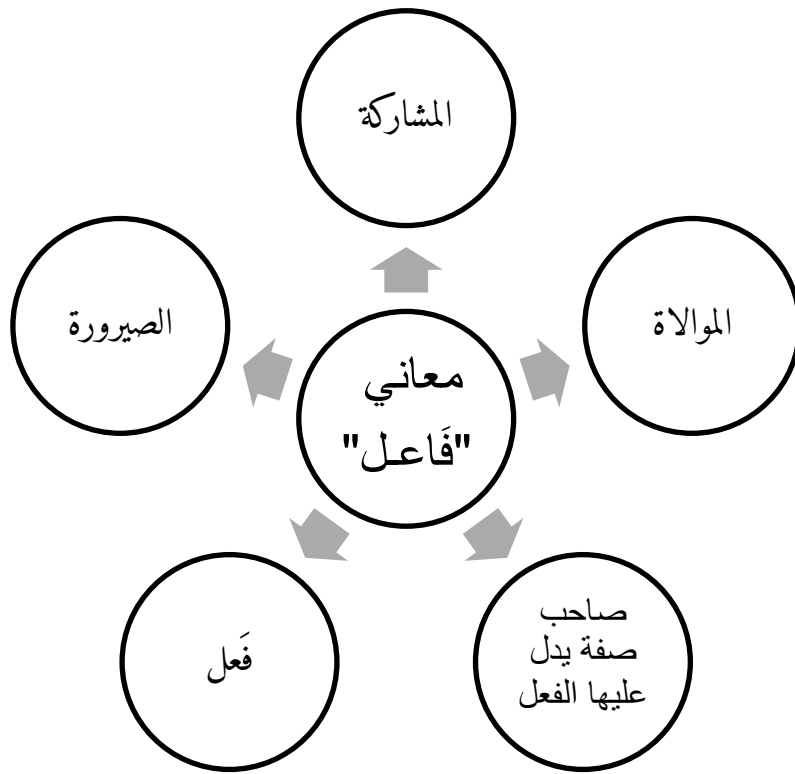 المشاركة
الموالاة
الصيرورة
معاني
"فَاعل"
صاحب
صفة يدل
عليها الفعل
فَعل